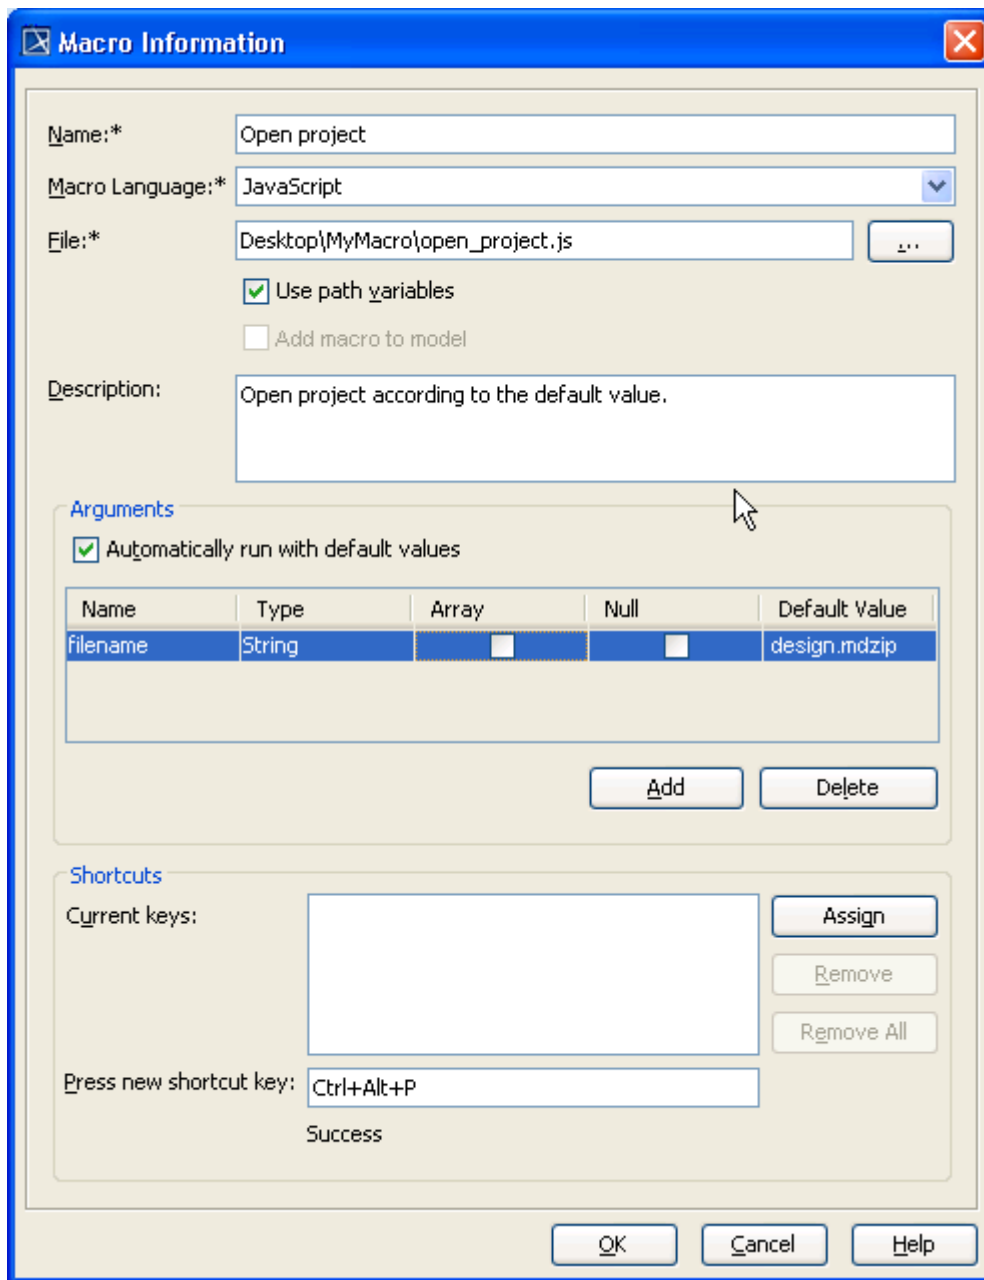 Macro Information
Name:* Open project
Macro Language:* JavaScript
File:* Desktop\MyMacro\open_project.js ...
Use path variables
Add macro to model
Description: Open project according to the default value.
Arguments
Automatically run with default values
Name Type Array Null Default Value
filename String design.mdzip
Add Delete
Shortcuts
Current keys: Assign
Remove
Remove All
Press new shortcut key: Ctrl+Alt+P
Success
OK Cancel Help